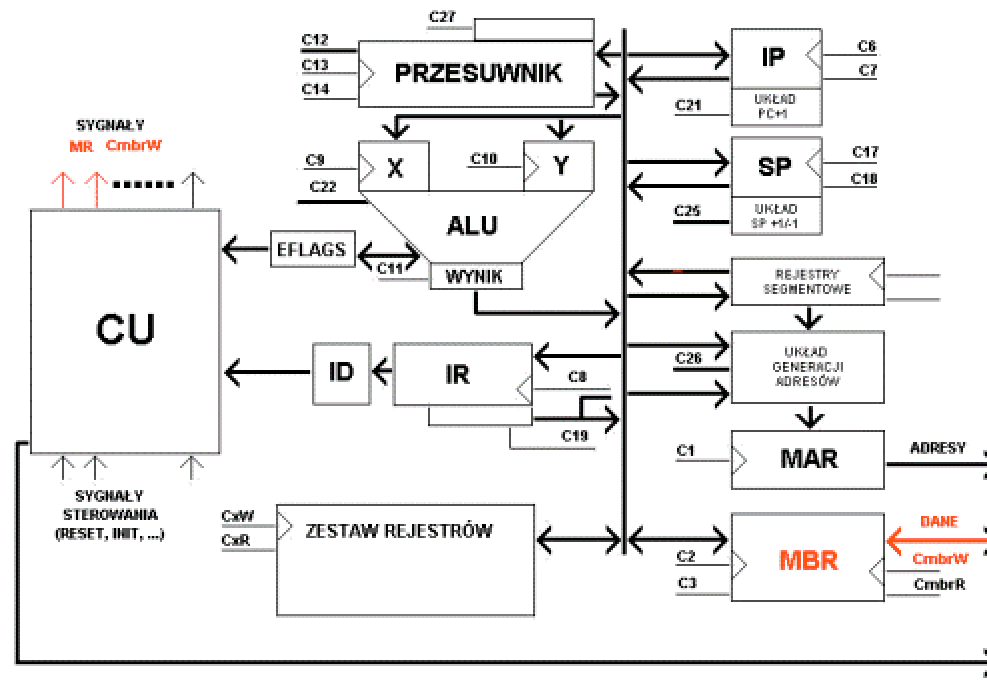 C27
C12
C13
C14
PRZESUWNIK
IP
C6
C7
C21
UKŁAD
PC+1
SYGNAŁY
MR CmbrW
C9
X
C10
Y
C22
ALU
SP
C17
C18
C25
UKŁAD
SP +1/-1
EFLAGS
C11
WYNIK
REJESTRY
SEGMENTOWE
CU
ID
IR
C8
C19
C26
UKŁAD
GENERACJI
ADRESÓW
C1
MAR
ADRESY
SYGNAŁY
STEROWANIA
(RESET, INIT, ...)
CxW
CxR
ZESTAW REJESTRÓW
C2
C3
MBR
DANE
CmbrW
CmbrR